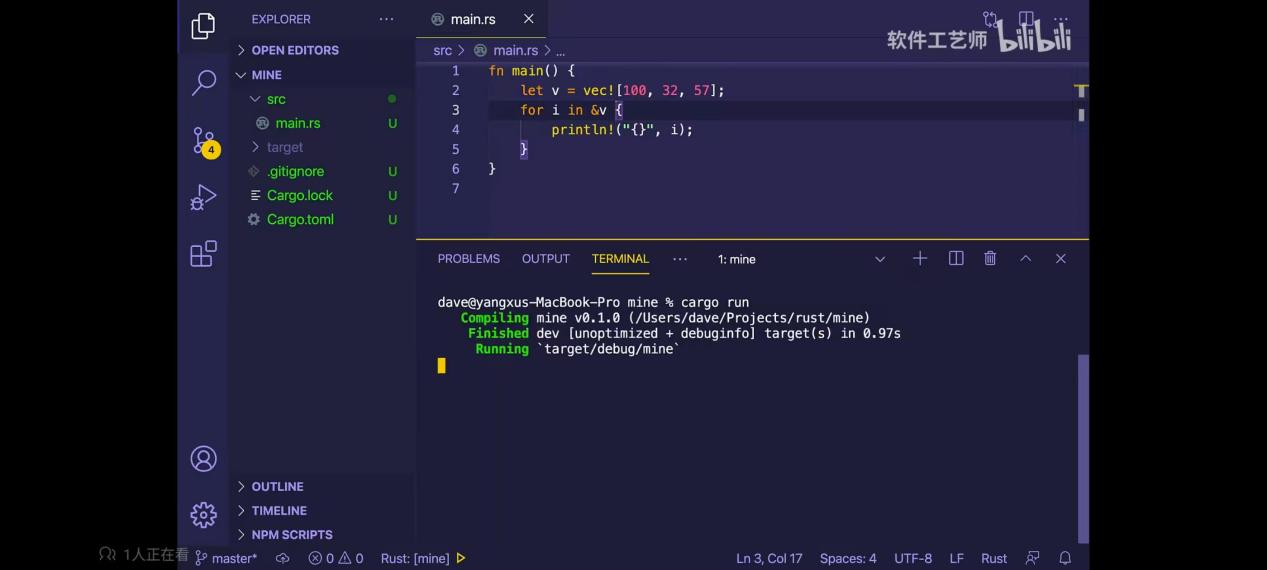 EXPLORER
···
main.rs
···
OPEN EDITORS
src > main.rs > ...
软件工艺师 bilibili
MINE
src
main.rs U
target
.gitignore U
Cargo.lock U
Cargo.toml U
4
1 fn main() {
2 let v = vec![100, 32, 57];
3 for i in &v {
4 println!("{}", i);
5 }
6 }
7
PROBLEMS OUTPUT TERMINAL ··· 1: mine
dave@yangxus-MacBook-Pro mine % cargo run
Compiling mine v0.1.0 (/Users/dave/Projects/rust/mine)
Finished dev [unoptimized + debuginfo] target(s) in 0.97s
Running `target/debug/mine`
OUTLINE
TIMELINE
NPM SCRIPTS
1人正在看
master* 0 0 Rust: [mine] Ln 3, Col 17 Spaces: 4 UTF-8 LF Rust